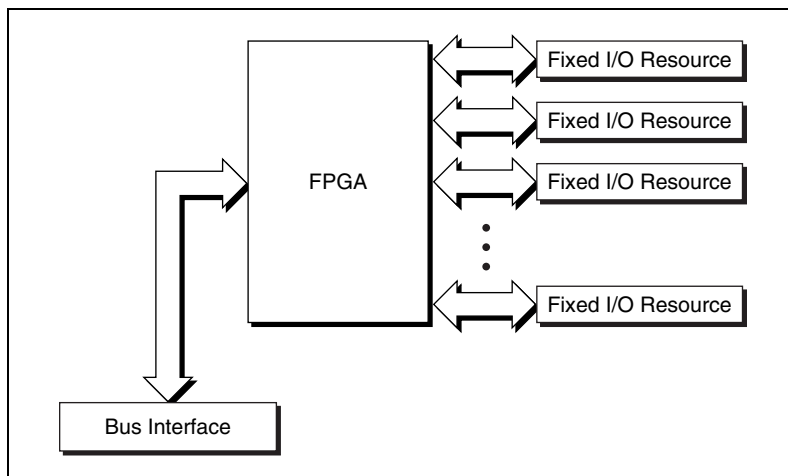 Fixed I/O Resource
Fixed I/O Resource
FPGA
Fixed I/O Resource
Fixed I/O Resource
Bus Interface